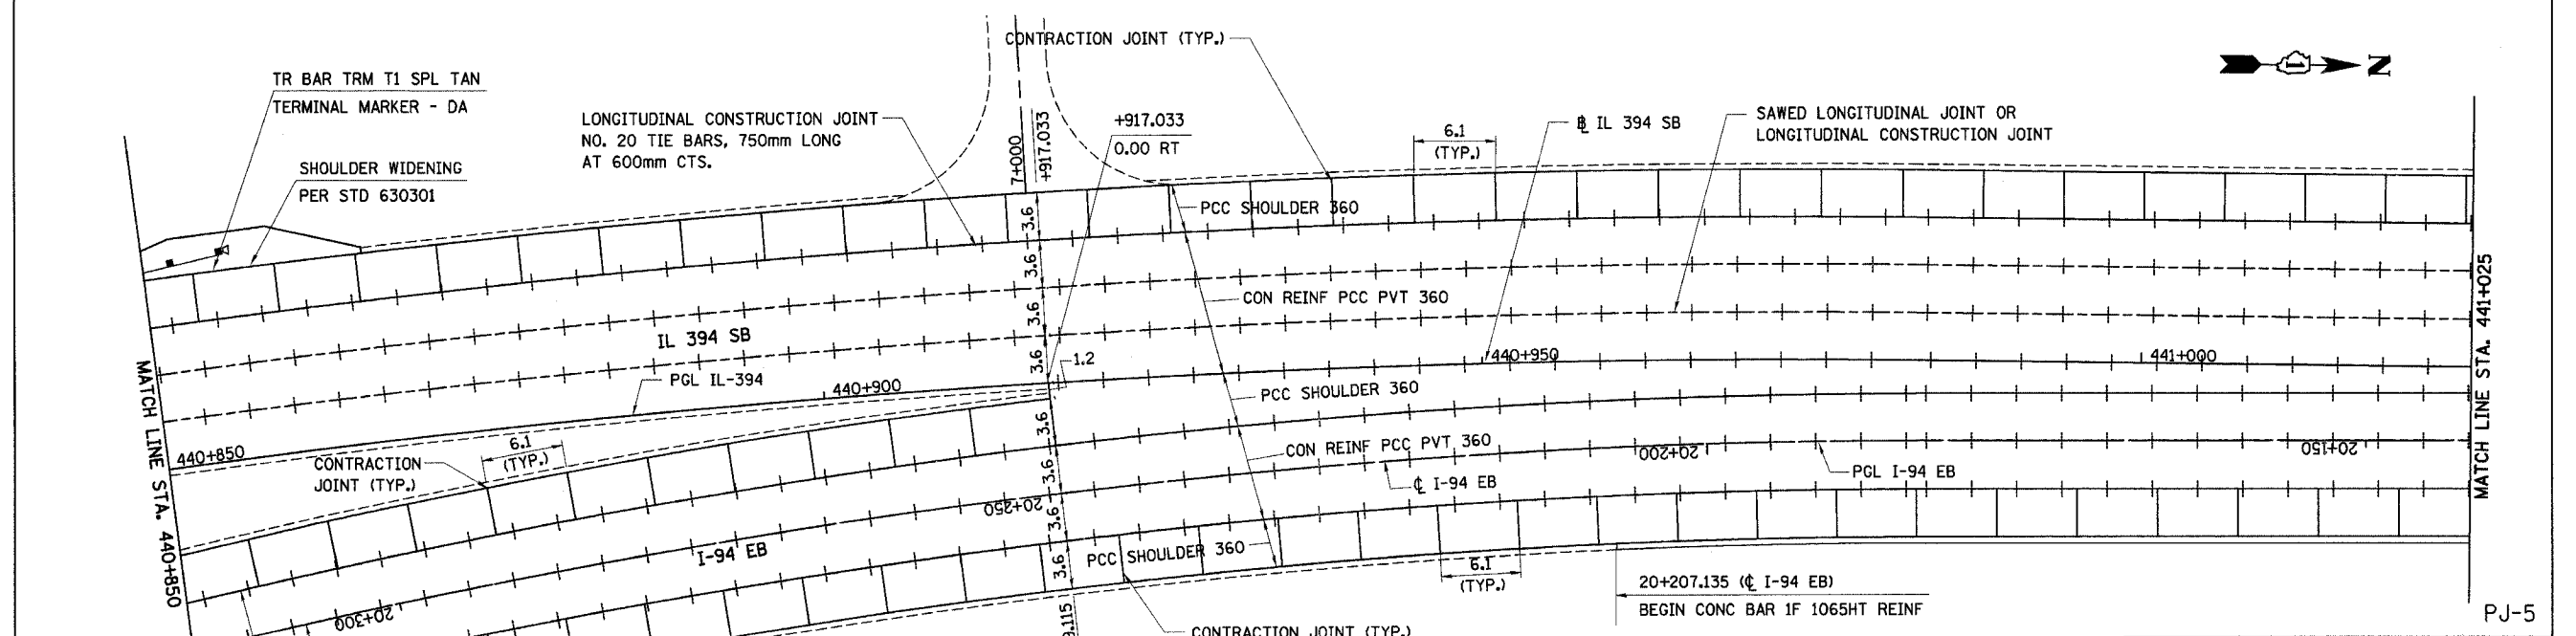 CONTRACTION JOINT (TYP.)
TR BAR TRM T1 SPL TAN
TERMINAL MARKER - DA
N
SHOULDER WIDENING
PER STD 630301
LONGITUDINAL CONSTRUCTION JOINT
NO. 20 TIE BARS, 750mm LONG
AT 600mm CTS.
7+000
+917.033
+917.033
0.00 RT
6.1
(TYP.)
℄ IL 394 SB
SAWED LONGITUDINAL JOINT OR
LONGITUDINAL CONSTRUCTION JOINT
PCC SHOULDER 360
3.6
3.6
3.6
3.6
CON REINF PCC PVT 360
IL 394 SB
1.2
440+950
441+000
PGL IL-394
440+900
PCC SHOULDER 360
440+850
MATCH LINE STA. 440+850
MATCH LINE STA. 441+025
6.1
(TYP.)
CONTRACTION
JOINT (TYP.)
3.6
3.6
3.6
3.6
CON REINF PCC PVT 360
20+200
20+150
℄ I-94 EB
PGL I-94 EB
20+250
I-94 EB
PCC SHOULDER 360
6.1
(TYP.)
20+207.135 (℄ I-94 EB)
BEGIN CONC BAR 1F 1065HT REINF
20+300
CONTRACTION JOINT (TYP.)
PJ-5